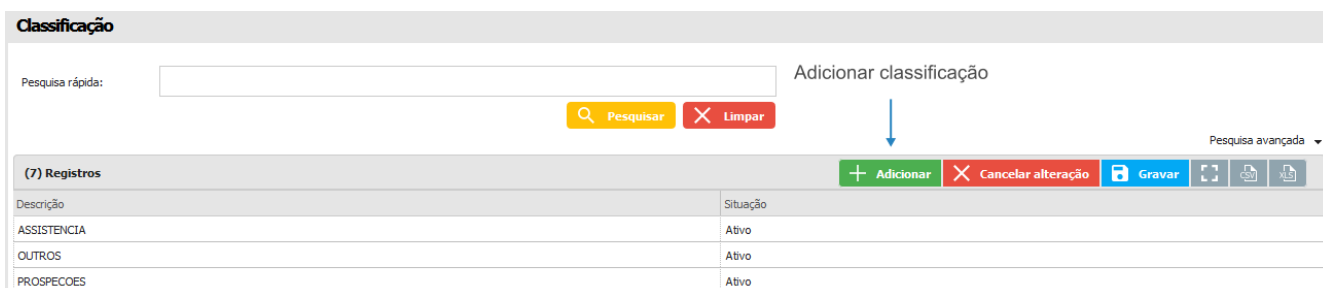 Classificação
Pesquisa rápida:
Adicionar classificação
Pesquisar Limpar
Pesquisa avançada
(7) Registros Adicionar Cancelar alteração Gravar CSV XLS
Descrição Situação
ASSISTENCIA Ativo
OUTROS Ativo
PROSPECOES Ativo